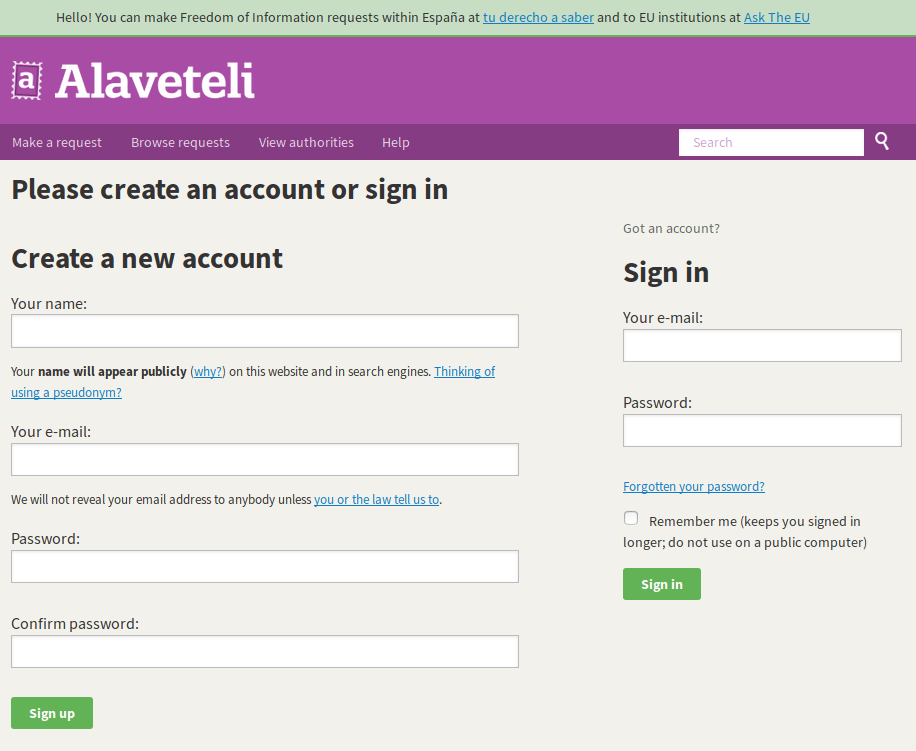 Hello! You can make Freedom of Information requests within España at tu derecho a saber and to EU institutions at Ask The EU
a Alaveteli
Make a request Browse requests View authorities Help Search
Please create an account or sign in
Create a new account
Your name:
Your name will appear publicly (why?) on this website and in search engines. Thinking of
using a pseudonym?
Your e-mail:
We will not reveal your email address to anybody unless you or the law tell us to.
Password:
Confirm password:
Sign up
Got an account?
Sign in
Your e-mail:
Password:
Forgotten your password?
Remember me (keeps you signed in
longer; do not use on a public computer)
Sign in